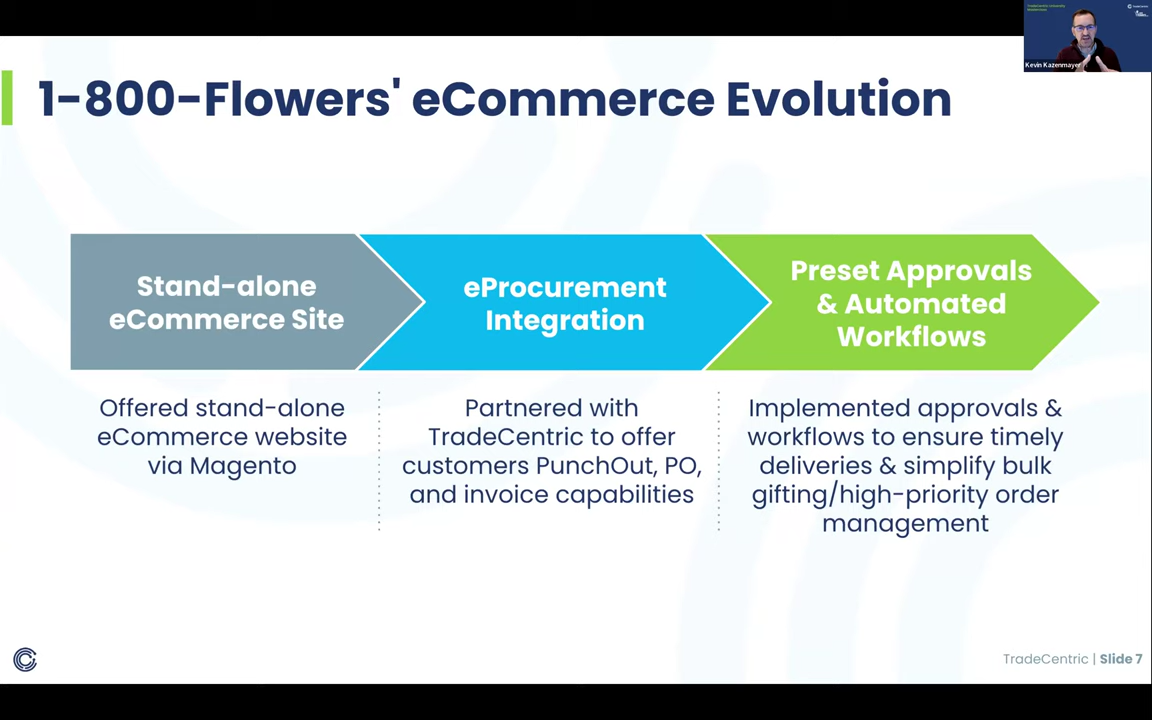 1-800-Flowers' eCommerce Evolution
Kevin Kazenmayer
Stand-alone
eCommerce Site
eProcurement
Integration
Preset Approvals
& Automated
Workflows
Offered stand-alone
eCommerce website
via Magento
Partnered with
TradeCentric to offer
customers PunchOut, PO,
and invoice capabilities
Implemented approvals &
workflows to ensure timely
deliveries & simplify bulk
gifting/high-priority order
management
TradeCentric | Slide 7